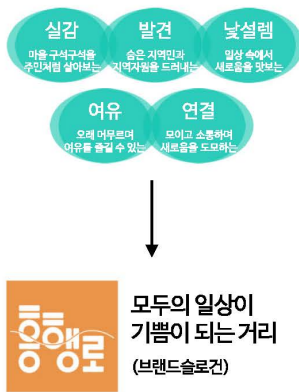 실감
마을 구석구석을
주인처럼 살아보는
발견
숨은 지역민과
지역자원을 드러내는
낯설렘
일상 속에서
새로움을 맛보는
여유
오래 머무르며
여유를 즐길 수 있는
연결
모이고 소통하며
새로움을 도모하는
흥행로
모두의 일상이
기쁨이 되는 거리
(브랜드슬로건)